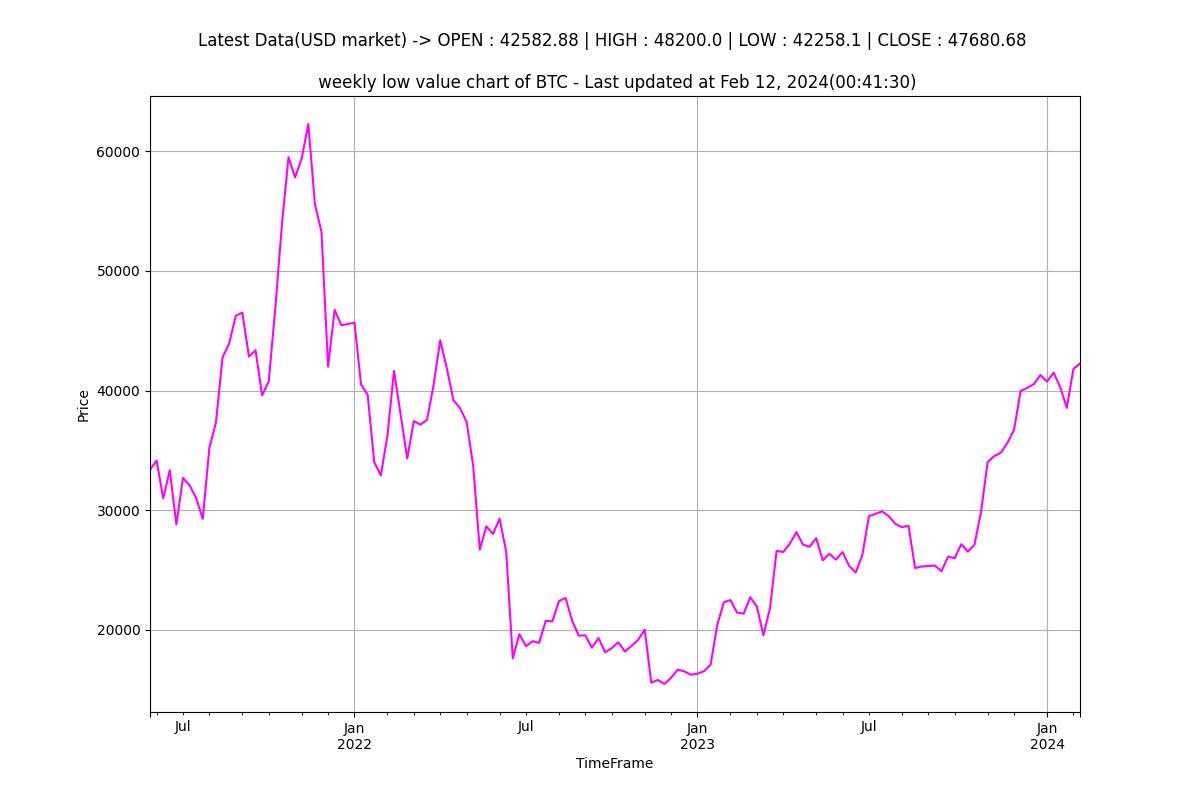 Latest Data(USD market) -> OPEN : 42582.88 | HIGH : 48200.0 | LOW : 42258.1 | CLOSE : 47680.68
weekly low value chart of BTC - Last updated at Feb 12, 2024(00:41:30)
60000
50000
40000
30000
20000
Price
Jul
Jan
2022
Jul
Jan
2023
Jul
Jan
2024
TimeFrame